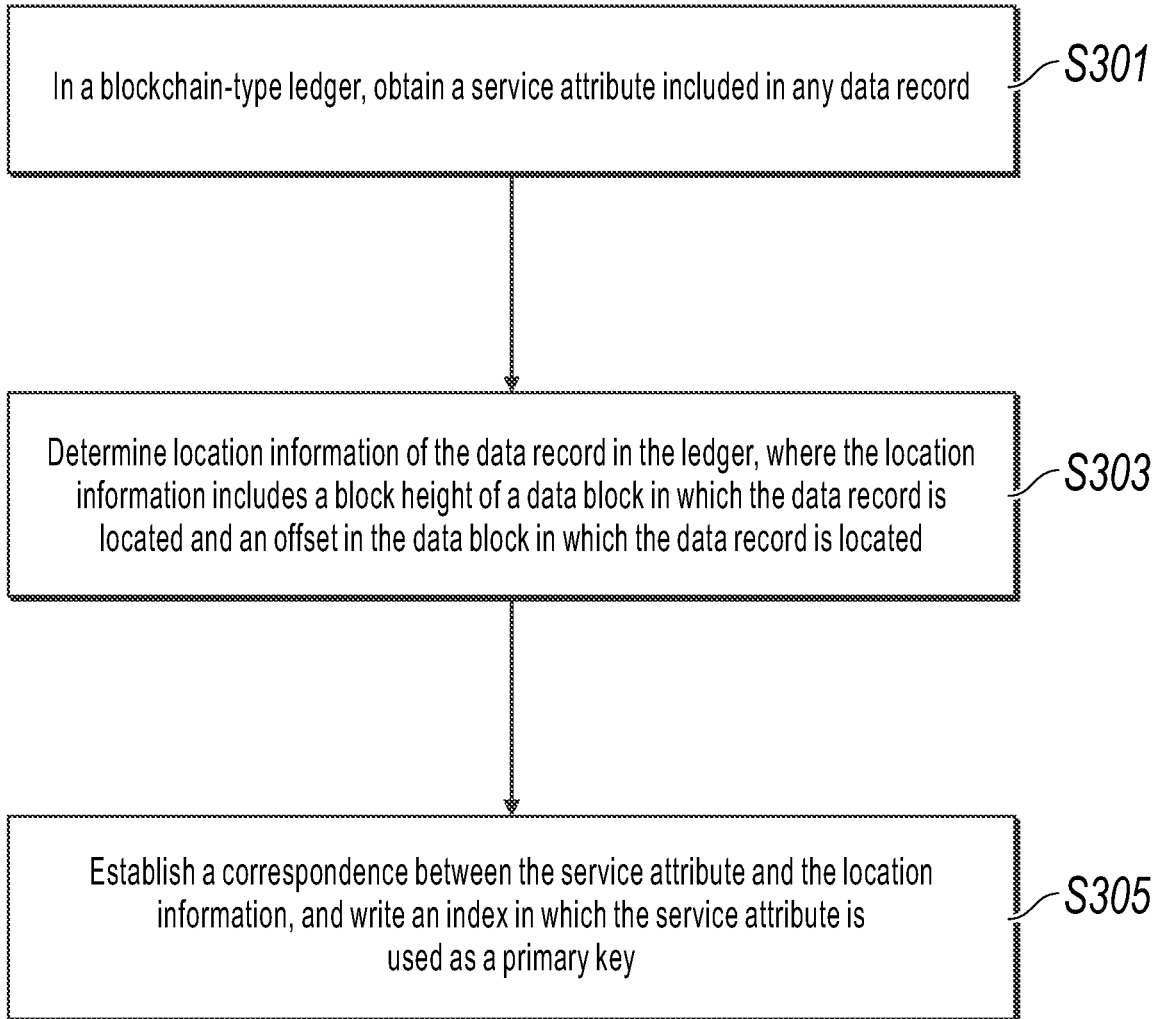 In a blockchain-type ledger, obtain a service attribute included in any data record
S301
Determine location information of the data record in the ledger, where the location
information includes a block height of a data block in which the data record is
located and an offset in the data block in which the data record is located
S303
Establish a correspondence between the service attribute and the location
information, and write an index in which the service attribute is
used as a primary key
S305